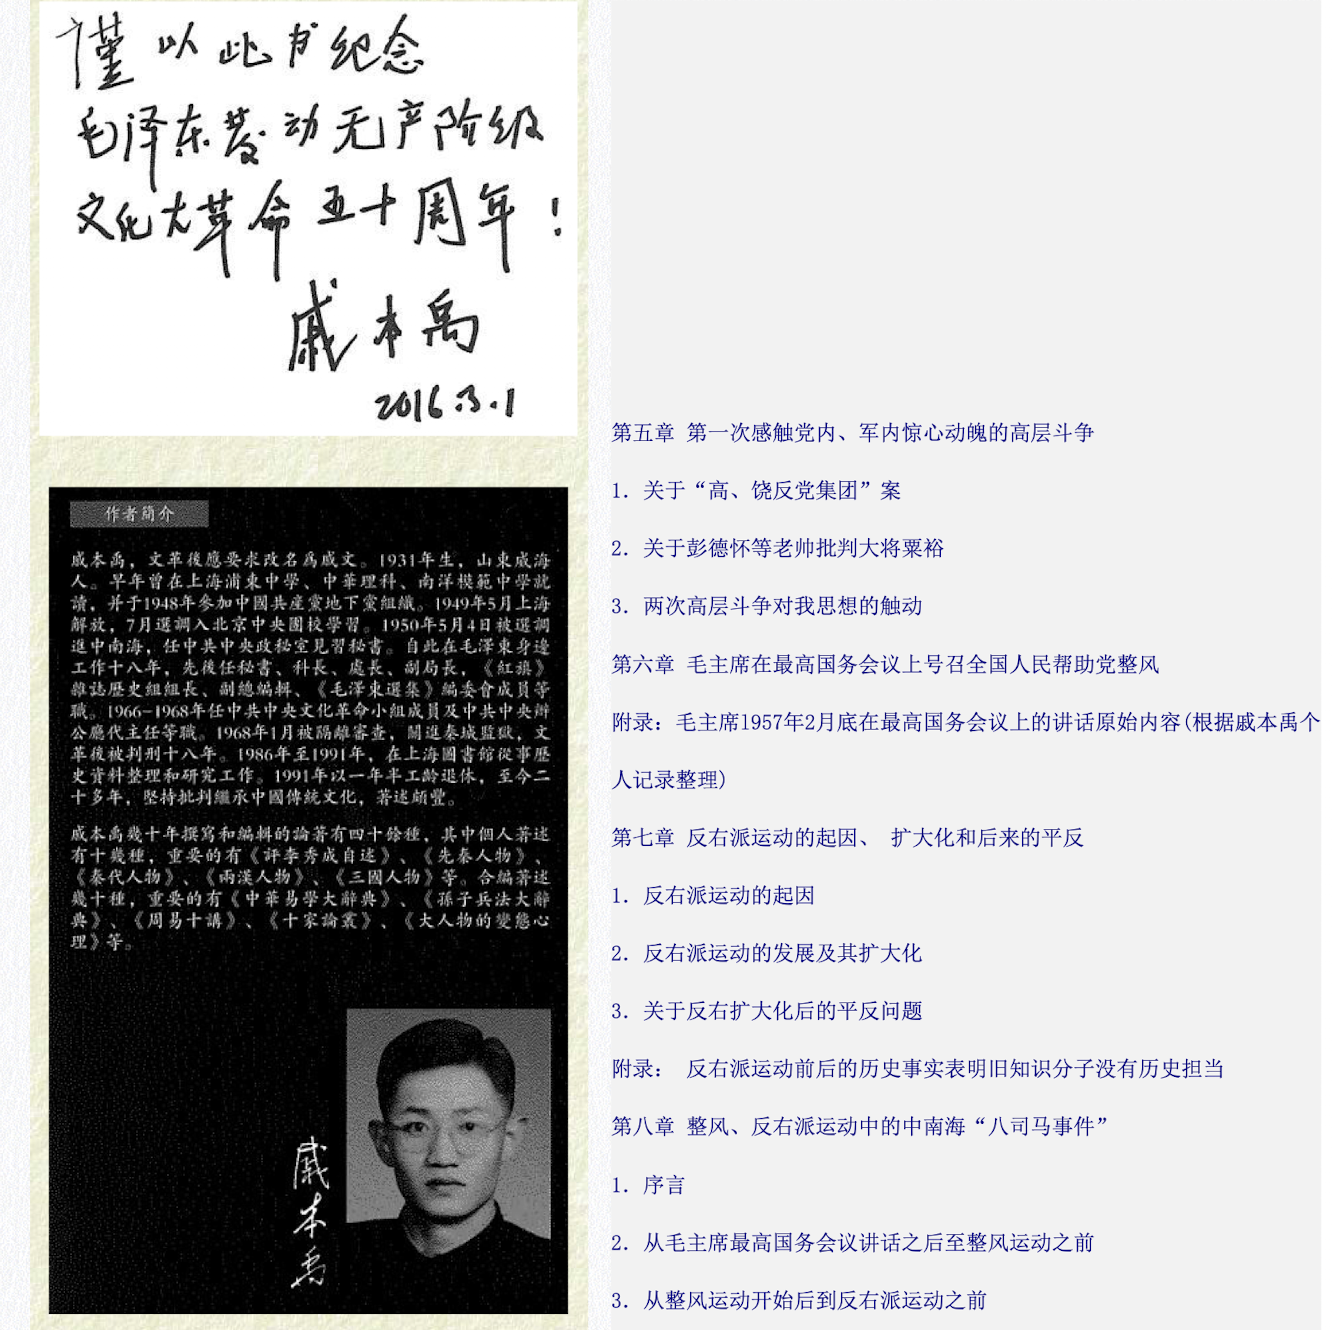 謹以此书纪念
毛泽东发动无产阶级
文化大革命五十周年！
戚本禹
2016.3.1
作者簡介
戚本禹，文革後應要求改名爲戚文。1931年生，山東威海
人。早年曾在上海浦東中學、中華理科、南洋模範中學就
讀，并于1948年參加中國共産黨地下黨組織。1949年5月上海
解放，7月選調入北京中央團校學習。1950年5月4日被選調
進中南海，任中共中央政秘室見習秘書。自此在毛澤東身邊
工作十八年，先後任秘書、科長、處長、副局長，《紅旗》
雜誌歷史組組長、副總編輯、《毛澤東選集》編委會成員等
職。1966-1968年任中共中央文化革命小組成員及中共中央辦
公廳代主任等職。1968年1月被隔離審查，關進秦城監獄，文
革後被判刑十八年。1986年至1991年，在上海圖書館從事歷
史資料整理和研究工作。1991年以一年半工齡退休，至今二
十多年，堅持批判繼承中國傳統文化，著述頗豐。
戚本禹幾十年撰寫和編輯的論著有四十餘種，其中個人著述
有十幾種，重要的有《評李秀成自述》、《先秦人物》、
《秦代人物》、《兩漢人物》、《三國人物》等。合編著述
幾十種，重要的有《中華易學大辭典》、《孫子兵法大辭
典》、《周易十講》、《十家論叢》、《大人物的變態心
理》等。
戚本禹
第五章 第一次感触党内、军内惊心动魄的高层斗争
1．关于“高、饶反党集团”案
2．关于彭德怀等老帅批判大将粟裕
3．两次高层斗争对我思想的触动
第六章 毛主席在最高国务会议上号召全国人民帮助党整风
附录：毛主席1957年2月底在最高国务会议上的讲话原始内容(根据戚本禹个
人记录整理)
第七章 反右派运动的起因、 扩大化和后来的平反
1．反右派运动的起因
2．反右派运动的发展及其扩大化
3．关于反右扩大化后的平反问题
附录： 反右派运动前后的历史事实表明旧知识分子没有历史担当
第八章 整风、反右派运动中的中南海“八司马事件”
1．序言
2．从毛主席最高国务会议讲话之后至整风运动之前
3．从整风运动开始后到反右派运动之前